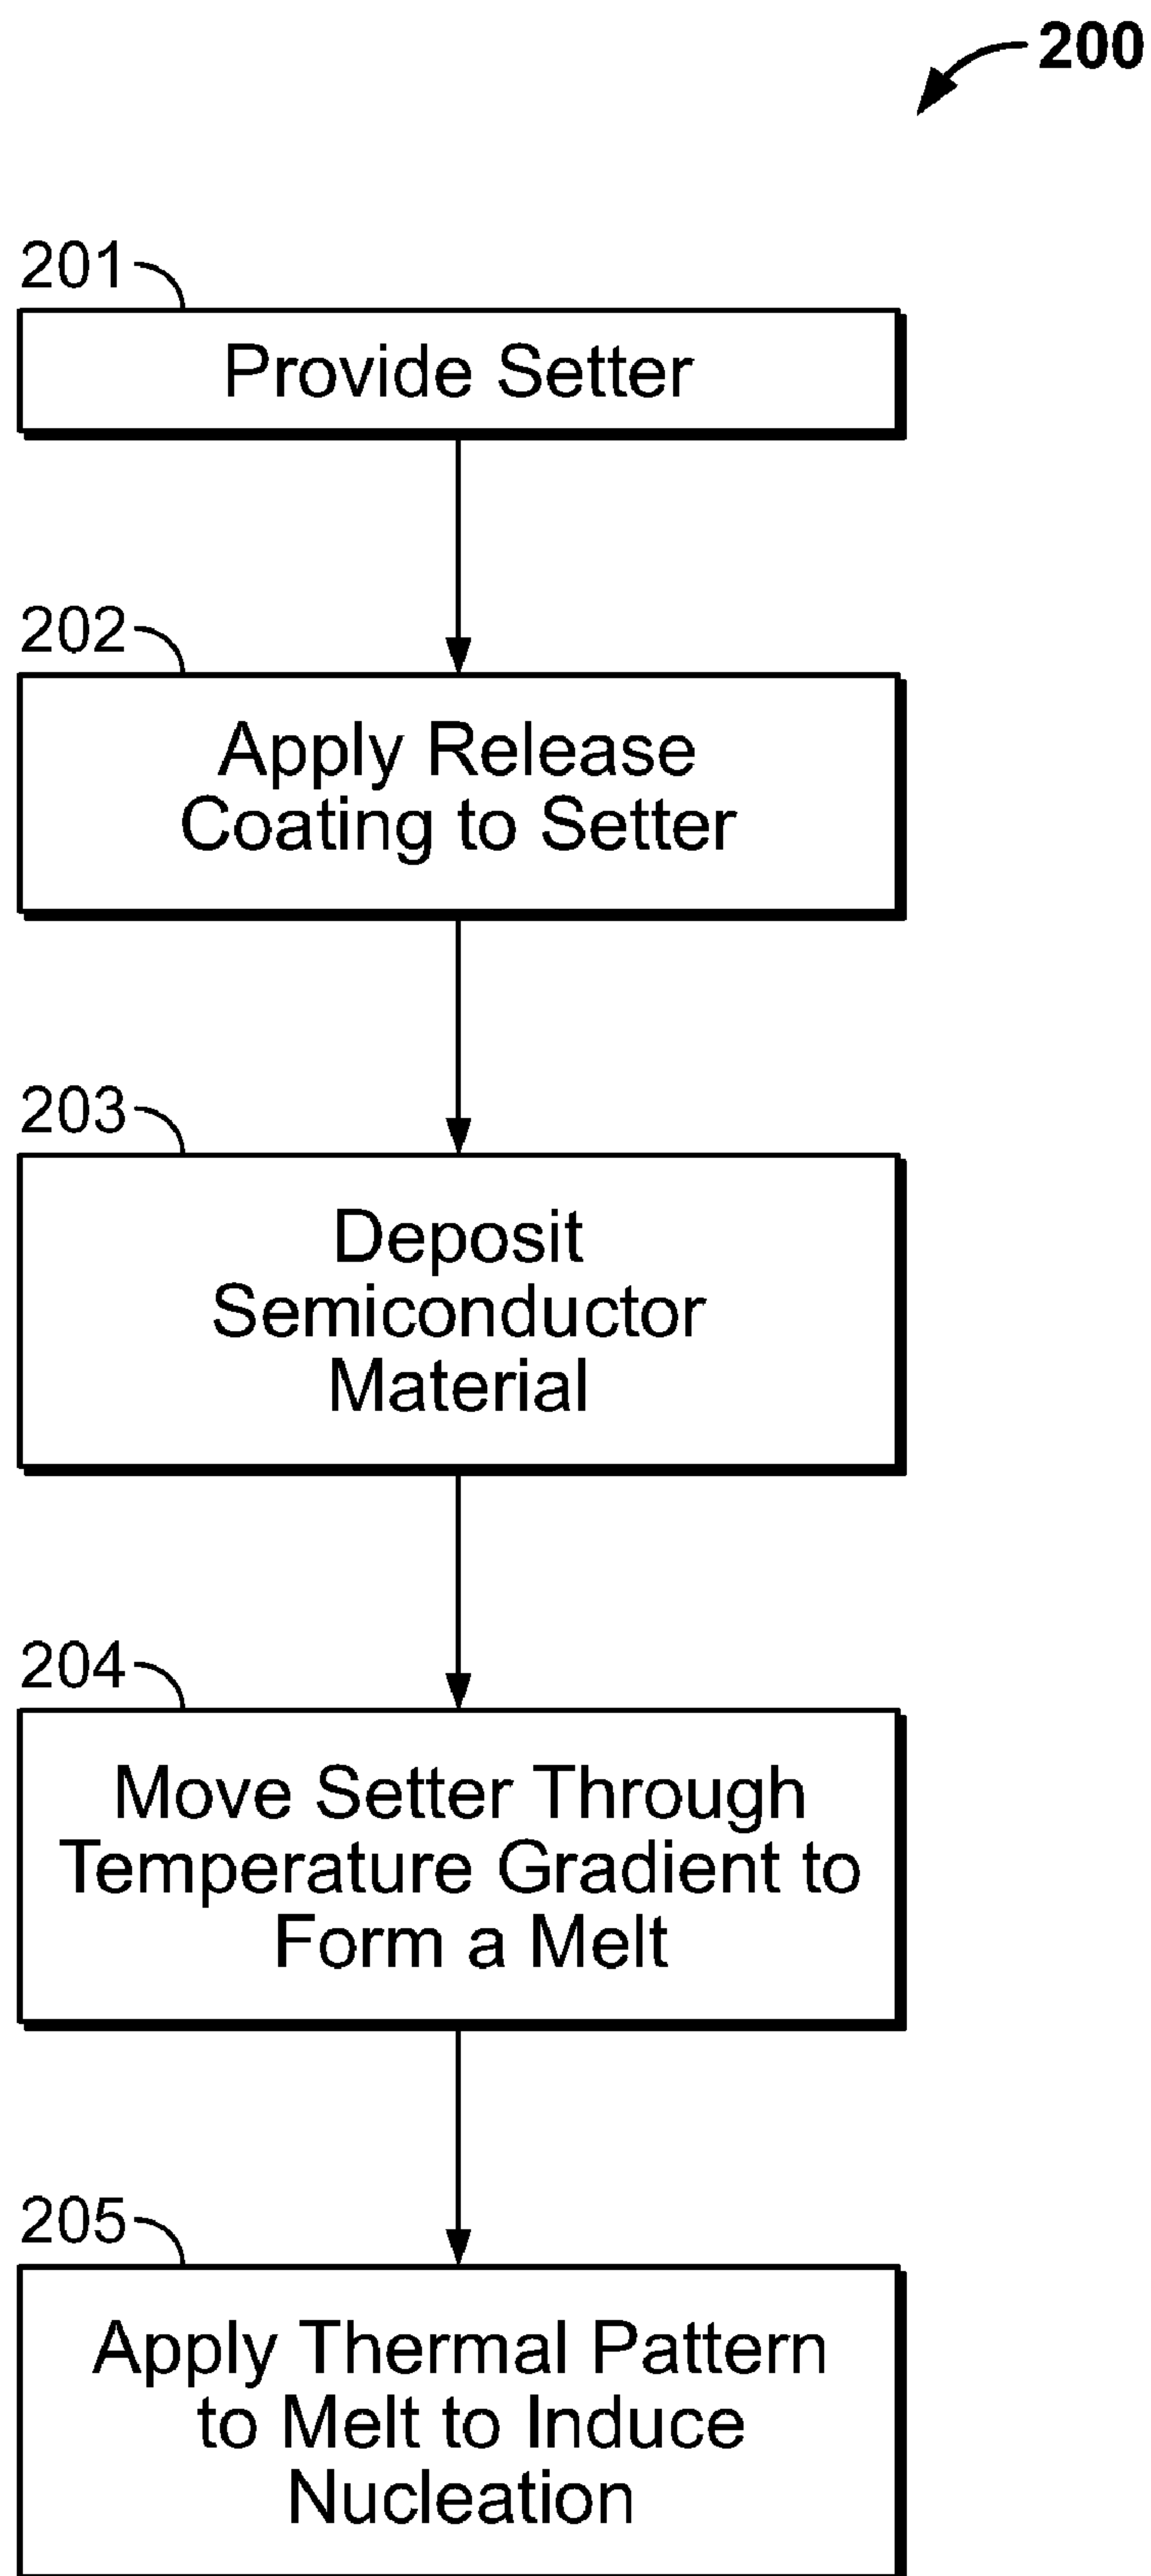 200
201
Provide Setter
202
Apply Release
Coating to Setter
203
Deposit
Semiconductor
Material
204
Move Setter Through
Temperature Gradient to
Form a Melt
205
Apply Thermal Pattern
to Melt to Induce
Nucleation